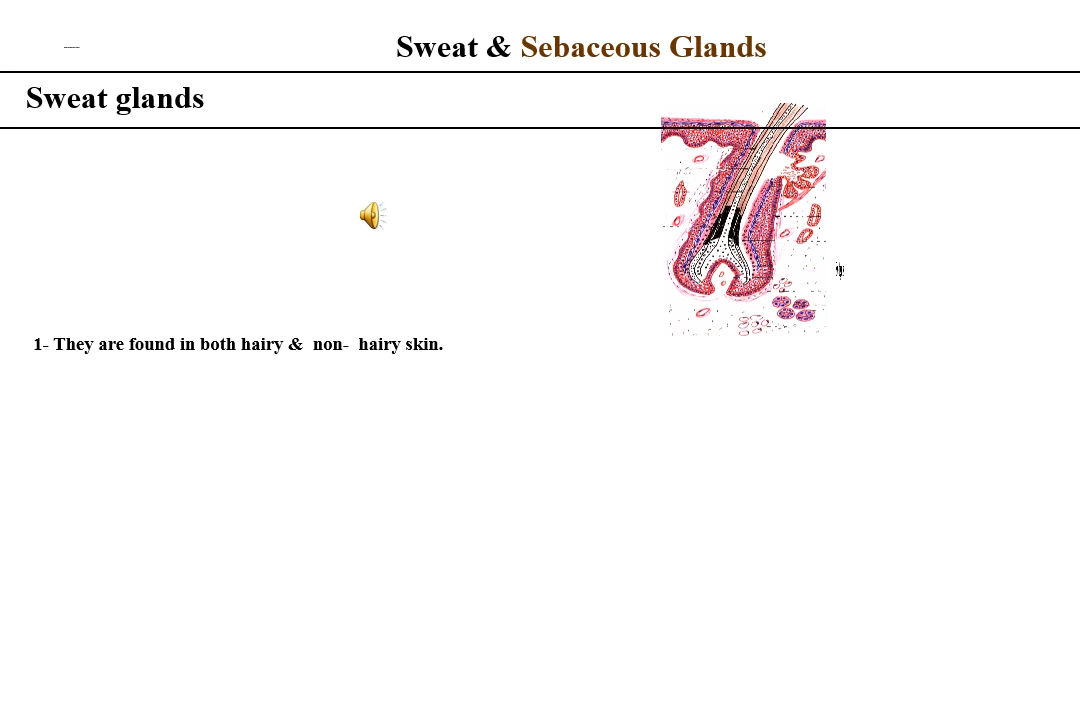 Sweat & Sebaceous Glands
Sweat glands
1- They are found in both hairy & non- hairy skin.